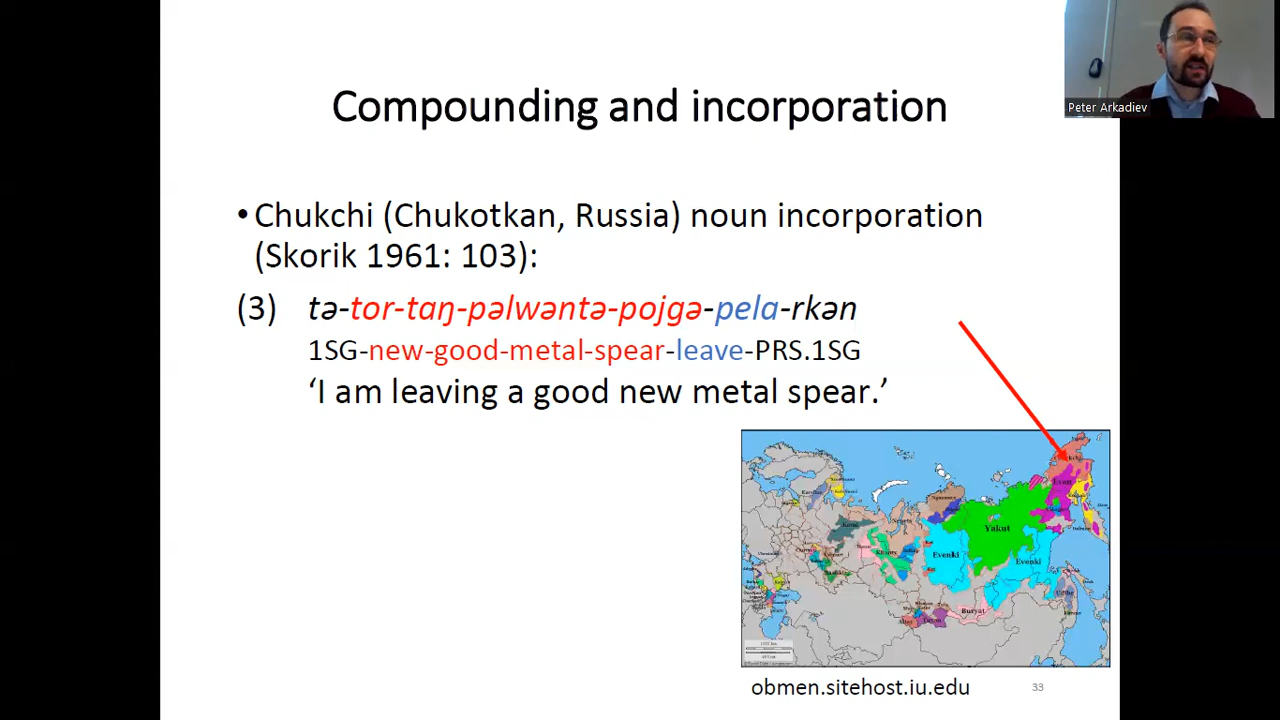 Compounding and incorporation
Peter Arkadiev
• Chukchi (Chukotkan, Russia) noun incorporation
(Skorik 1961: 103):
(3) tə-tor-taŋ-pəlwəntə-pojgə-pela-rkən
1SG-new-good-metal-spear-leave-PRS.1SG
‘I am leaving a good new metal spear.’
Even
Yakut
Evenki
Evenki
Khanty
Buryat
obmen.sitehost.iu.edu
33